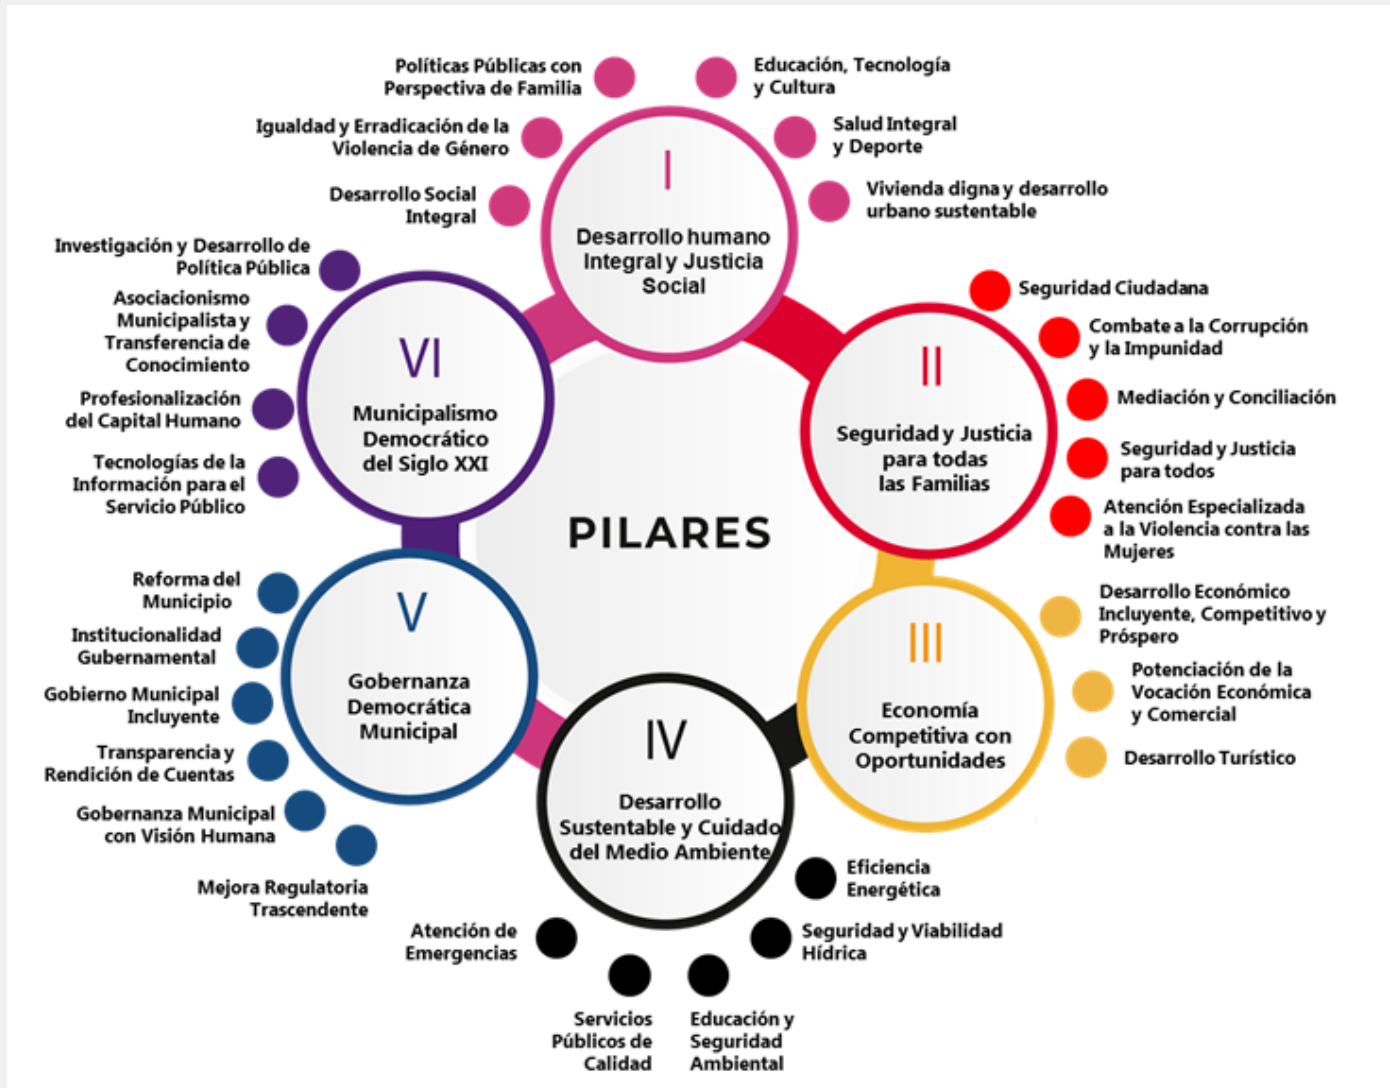 Políticas Públicas con
Perspectiva de Familia
Igualdad y Erradicación de la
Violencia de Género
Desarrollo Social
Integral
Educación, Tecnología
y Cultura
Salud Integral
y Deporte
Vivienda digna y desarrollo
urbano sustentable
I
Desarrollo humano
Integral y Justicia
Social
Seguridad Ciudadana
Combate a la Corrupción
y la Impunidad
Mediación y Conciliación
Seguridad y Justicia
para todos
Atención Especializada
a la Violencia contra las
Mujeres
II
Seguridad y Justicia
para todas
las Familias
Desarrollo Económico
Incluyente, Competitivo y
Próspero
Potenciación de la
Vocación Económica
y Comercial
Desarrollo Turístico
III
Economía
Competitiva con
Oportunidades
IV
Desarrollo
Sustentable y Cuidado
del Medio Ambiente
Eficiencia
Energética
Seguridad y Viabilidad
Hídrica
Educación y
Seguridad
Ambiental
Servicios
Públicos de
Calidad
Atención de
Emergencias
V
Gobernanza
Democrática
Municipal
Reforma del
Municipio
Institucionalidad
Gubernamental
Gobierno Municipal
Incluyente
Transparencia y
Rendición de Cuentas
Gobernanza Municipal
con Visión Humana
Mejora Regulatoria
Trascendente
VI
Municipalismo
Democrático
del Siglo XXI
Investigación y Desarrollo de
Política Pública
Asociacionismo
Municipalista y
Transferencia de
Conocimiento
Profesionalización
del Capital Humano
Tecnologías de la
Información para el
Servicio Público
PILARES